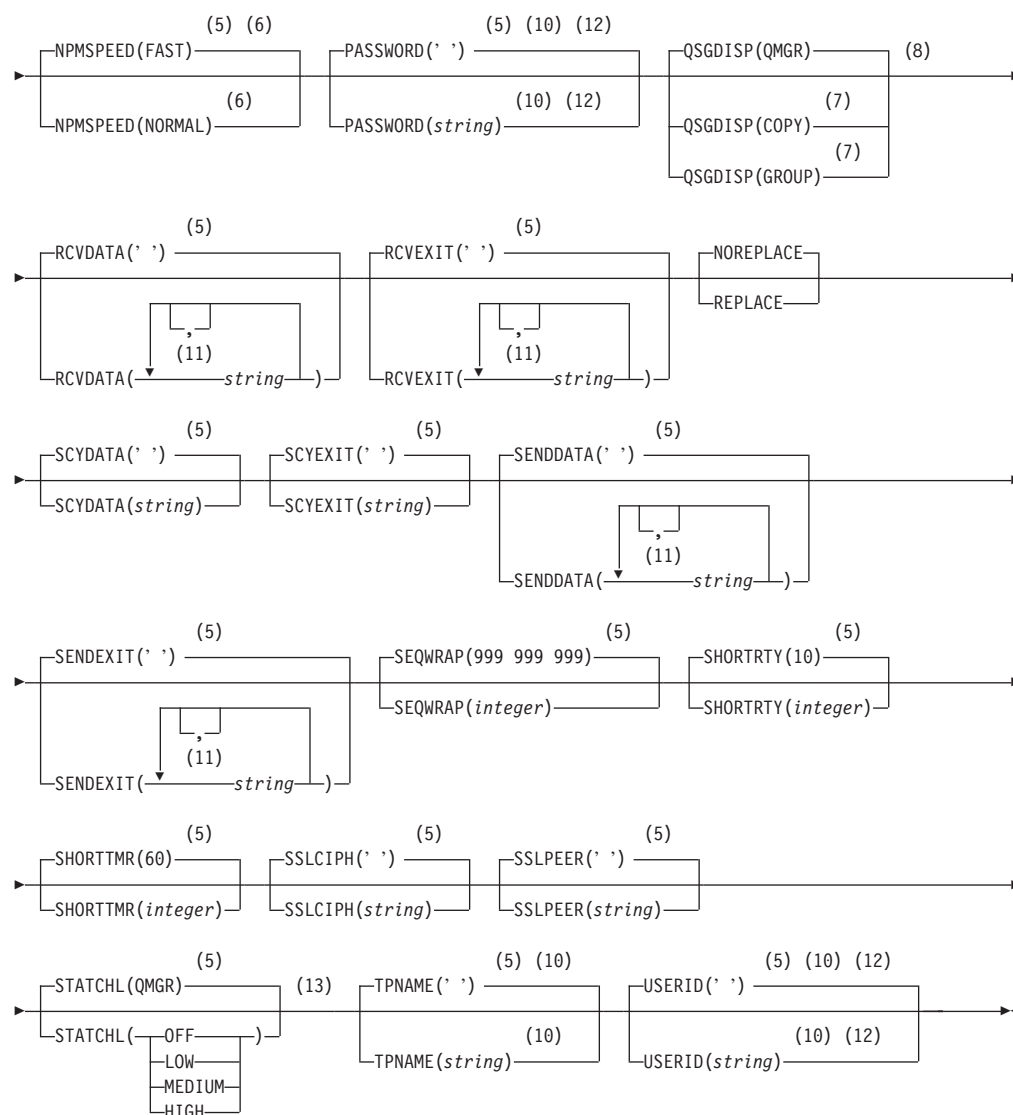 (5) (6) (5) (10) (12)
NPMSPEED(FAST) PASSWORD(’ ’) QSGDISP(QMGR) (8)
(6) (10) (12) (7)
NPMSPEED(NORMAL) PASSWORD(string) QSGDISP(COPY)
(7)
QSGDISP(GROUP)
(5) (5)
RCVDATA(’ ’) RCVEXIT(’ ’) NOREPLACE
REPLACE
, ,
(11) (11)
RCVDATA( string ) RCVEXIT( string )
(5) (5) (5)
SCYDATA(’ ’) SCYEXIT(’ ’) SENDDATA(’ ’)
SCYDATA(string) SCYEXIT(string)
,
(11)
SENDDATA( string )
(5) (5) (5)
SENDEXIT(’ ’) SEQWRAP(999 999 999) SHORTRTY(10)
SEQWRAP(integer) SHORTRTY(integer)
,
(11)
SENDEXIT( string )
(5) (5) (5)
SHORTTMR(60) SSLCIPH(’ ’) SSLPEER(’ ’)
SHORTTMR(integer) SSLCIPH(string) SSLPEER(string)
(5) (5) (10) (5) (10) (12)
STATCHL(QMGR) (13) TPNAME(’ ’) USERID(’ ’)
(10) (10) (12)
STATCHL( OFF ) TPNAME(string) USERID(string)
LOW
MEDIUM
HIGH